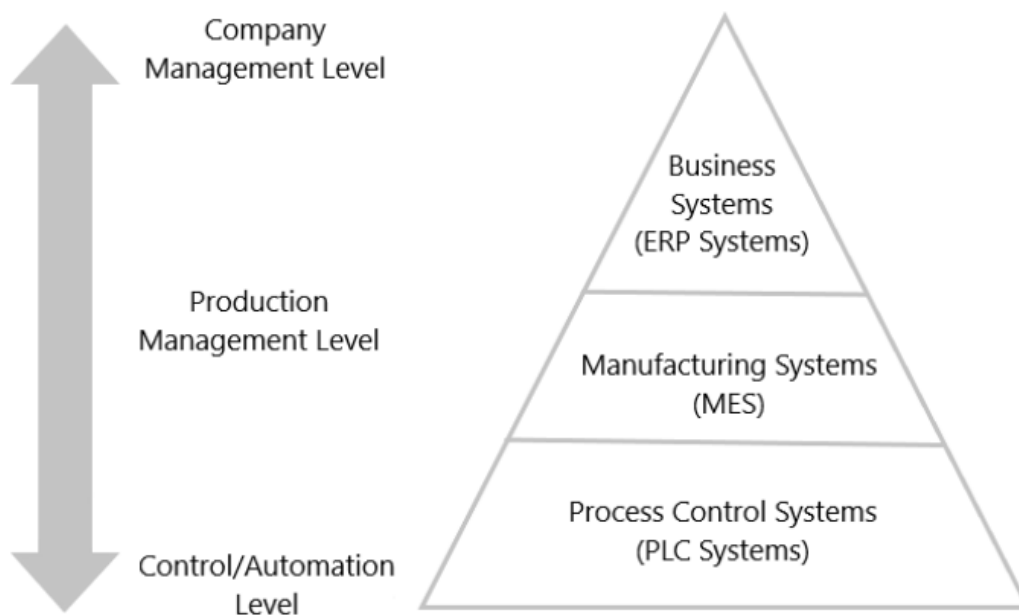 Company
Management Level
Business
Systems
(ERP Systems)
Production
Management Level
Manufacturing Systems
(MES)
Process Control Systems
(PLC Systems)
Control/Automation
Level